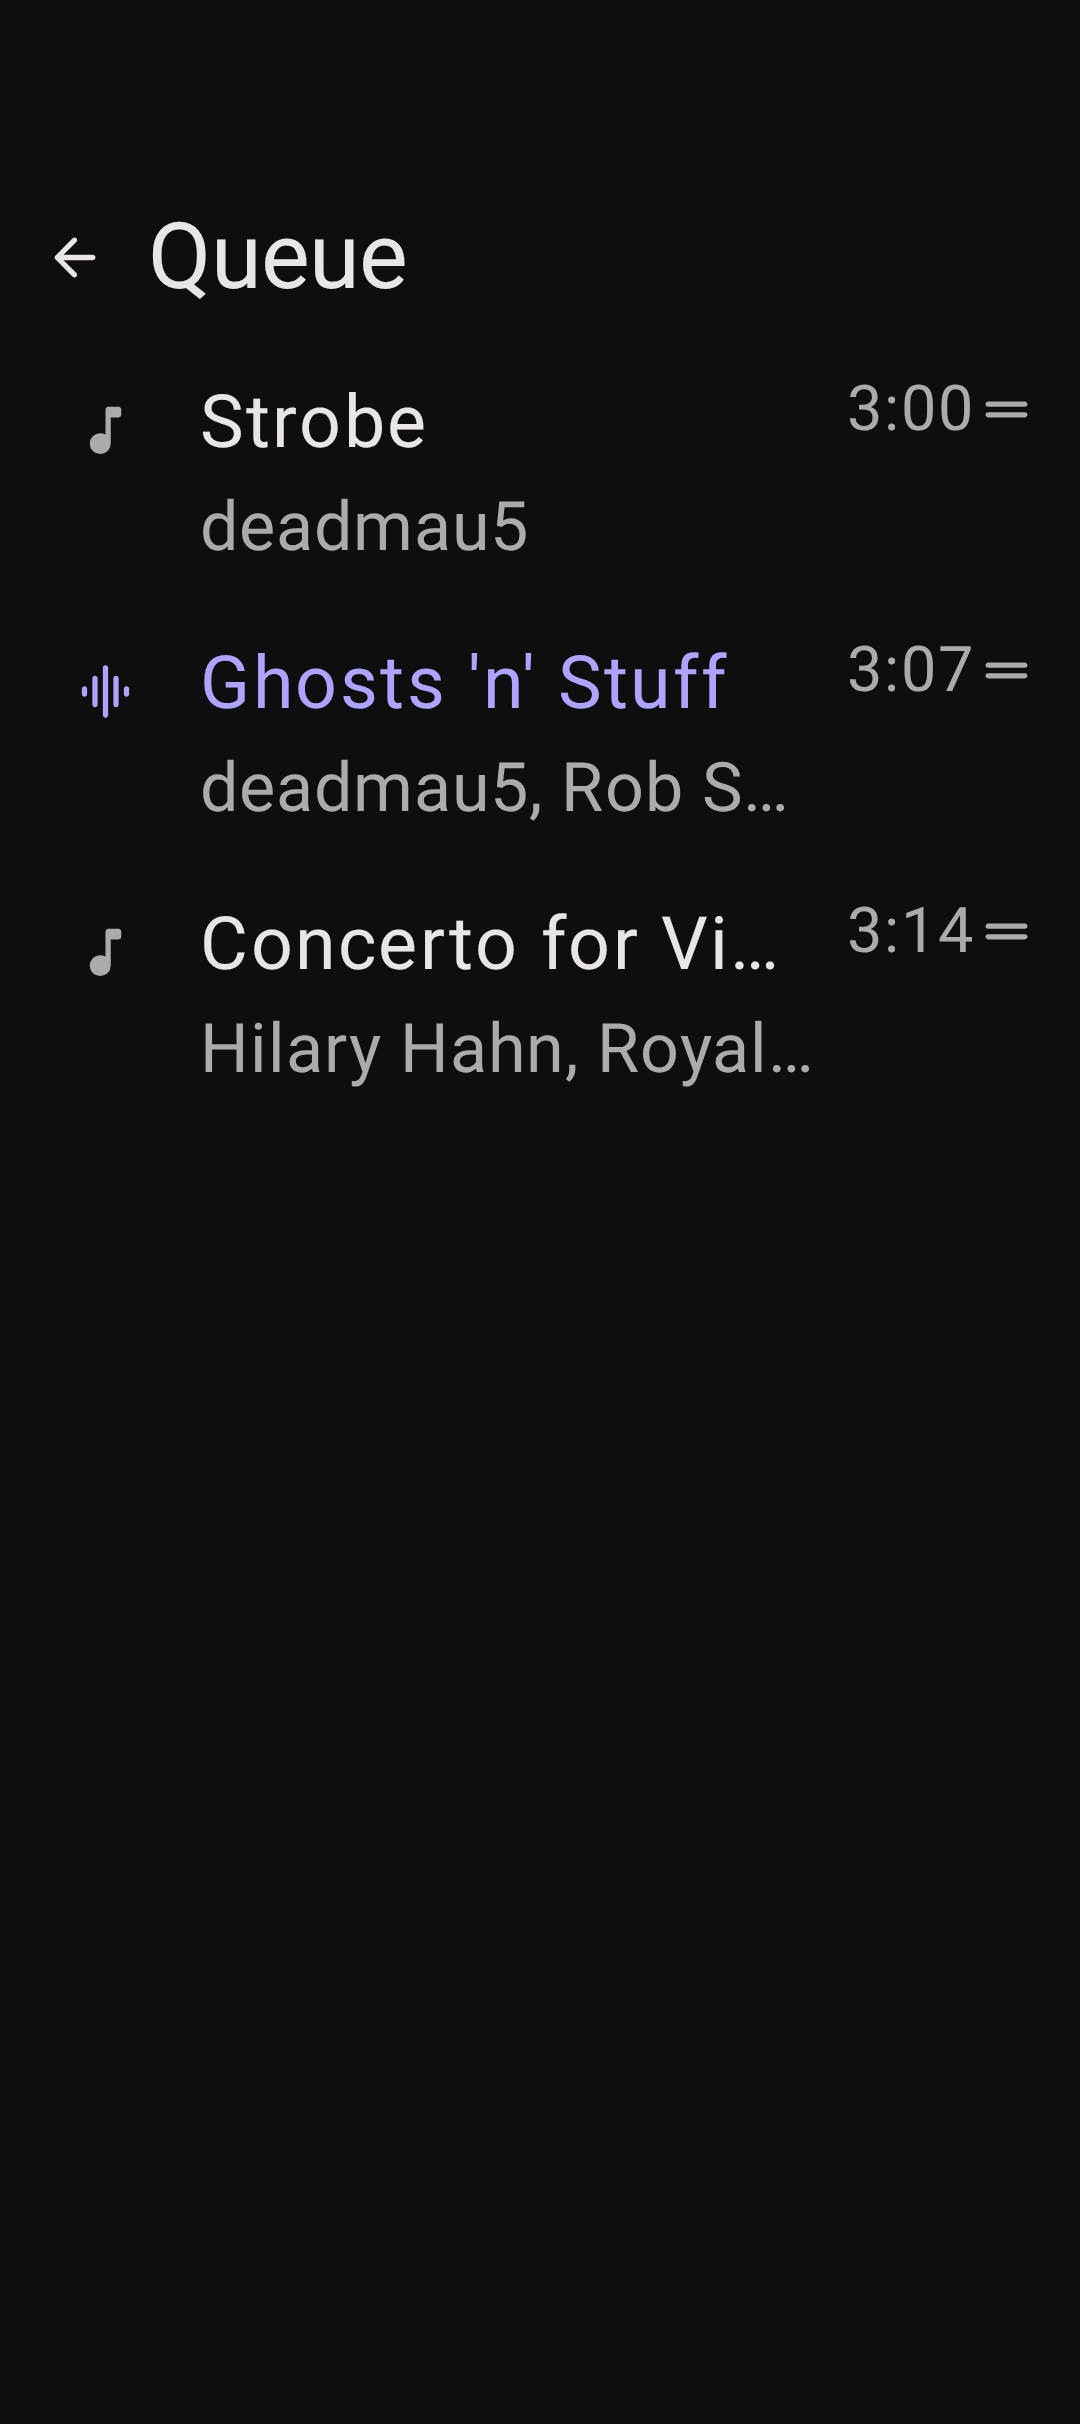 Queue
Strobe
3:00
deadmau5
Ghosts 'n' Stuff
3:07
deadmau5, Rob S…
Concerto for Vi…
3:14
Hilary Hahn, Royal…